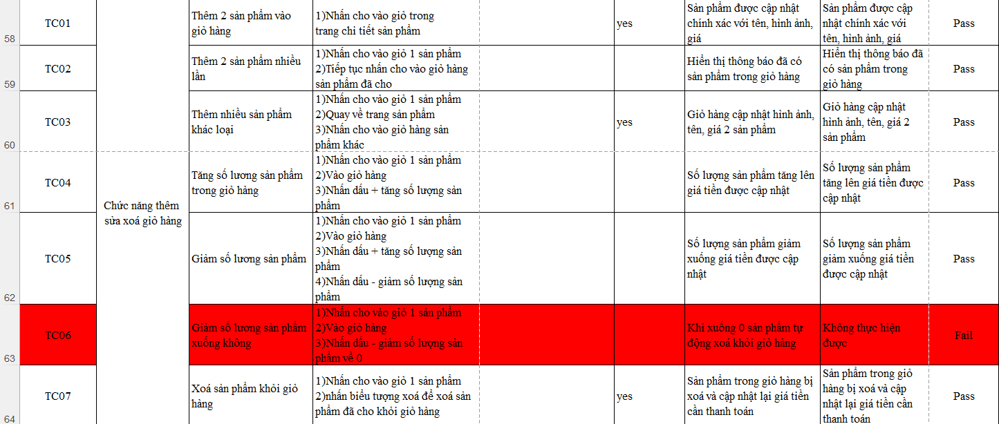 58
TC01
Thêm 2 sản phẩm vào
giỏ hàng
1)Nhấn cho vào giỏ trong
trang chi tiết sản phẩm
yes
Sản phẩm được cập nhật
chính xác với tên, hình ảnh,
giá
Sản phẩm được cập
nhật chính xác với
tên, hình ảnh, giá
Pass
59
TC02
Thêm 2 sản phẩm nhiều
lần
1)Nhấn cho vào giỏ 1 sản phẩm
2)Tiếp tục nhấn cho vào giỏ hàng
sản phẩm đã cho
Hiển thị thông báo đã có
sản phẩm trong giỏ hàng
Hiển thị thông báo đã
có sản phẩm trong
giỏ hàng
Pass
60
TC03
Thêm nhiều sản phẩm
khác loại
1)Nhấn cho vào giỏ 1 sản phẩm
2)Quay về trang sản phẩm
3)Nhấn cho vào giỏ hàng sản
phẩm khác
yes
Giỏ hàng cập nhật hình ảnh,
tên, giá 2 sản phẩm
Giỏ hàng cập nhật
hình ảnh, tên, giá 2
sản phẩm
Pass
61
TC04
Chức năng thêm
sửa xoá giỏ hàng
Tăng số lương sản phẩm
trong giỏ hàng
1)Nhấn cho vào giỏ 1 sản phẩm
2)Vào giỏ hàng
3)Nhấn dấu + tăng số lượng sản
phẩm
Số lượng sản phẩm tăng lên
giá tiền được cập nhật
Số lượng sản phẩm
tăng lên giá tiền được
cập nhật
Pass
62
TC05
Giảm số lương sản phẩm
1)Nhấn cho vào giỏ 1 sản phẩm
2)Vào giỏ hàng
3)Nhấn dấu + tăng số lượng sản
phẩm
4)Nhấn dấu - giảm số lượng sản
phẩm
Số lượng sản phẩm giảm
xuống giá tiền được cập
nhật
Số lượng sản phẩm
giảm xuống giá tiền
được cập nhật
Pass
63
TC06
Giảm số lương sản phẩm
xuống không
1)Nhấn cho vào giỏ 1 sản phẩm
2)Vào giỏ hàng
3)Nhấn dấu - giảm số lượng sản
phẩm về 0
Khi xuống 0 sản phẩm tự
động xoá khỏi giỏ hàng
Không thực hiện
được
Fail
64
TC07
Xoá sản phẩm khỏi giỏ
hàng
1)Nhấn cho vào giỏ 1 sản phẩm
2)nhấn biểu tượng xoá để xoá sản
phẩm đã cho khỏi giỏ hàng
yes
Sản phẩm trong giỏ hàng bị
xoá và cập nhật lại giá tiền
cần thanh toán
Sản phẩm trong giỏ
hàng bị xoá và cập
nhật lại giá tiền cần
thanh toán
Pass